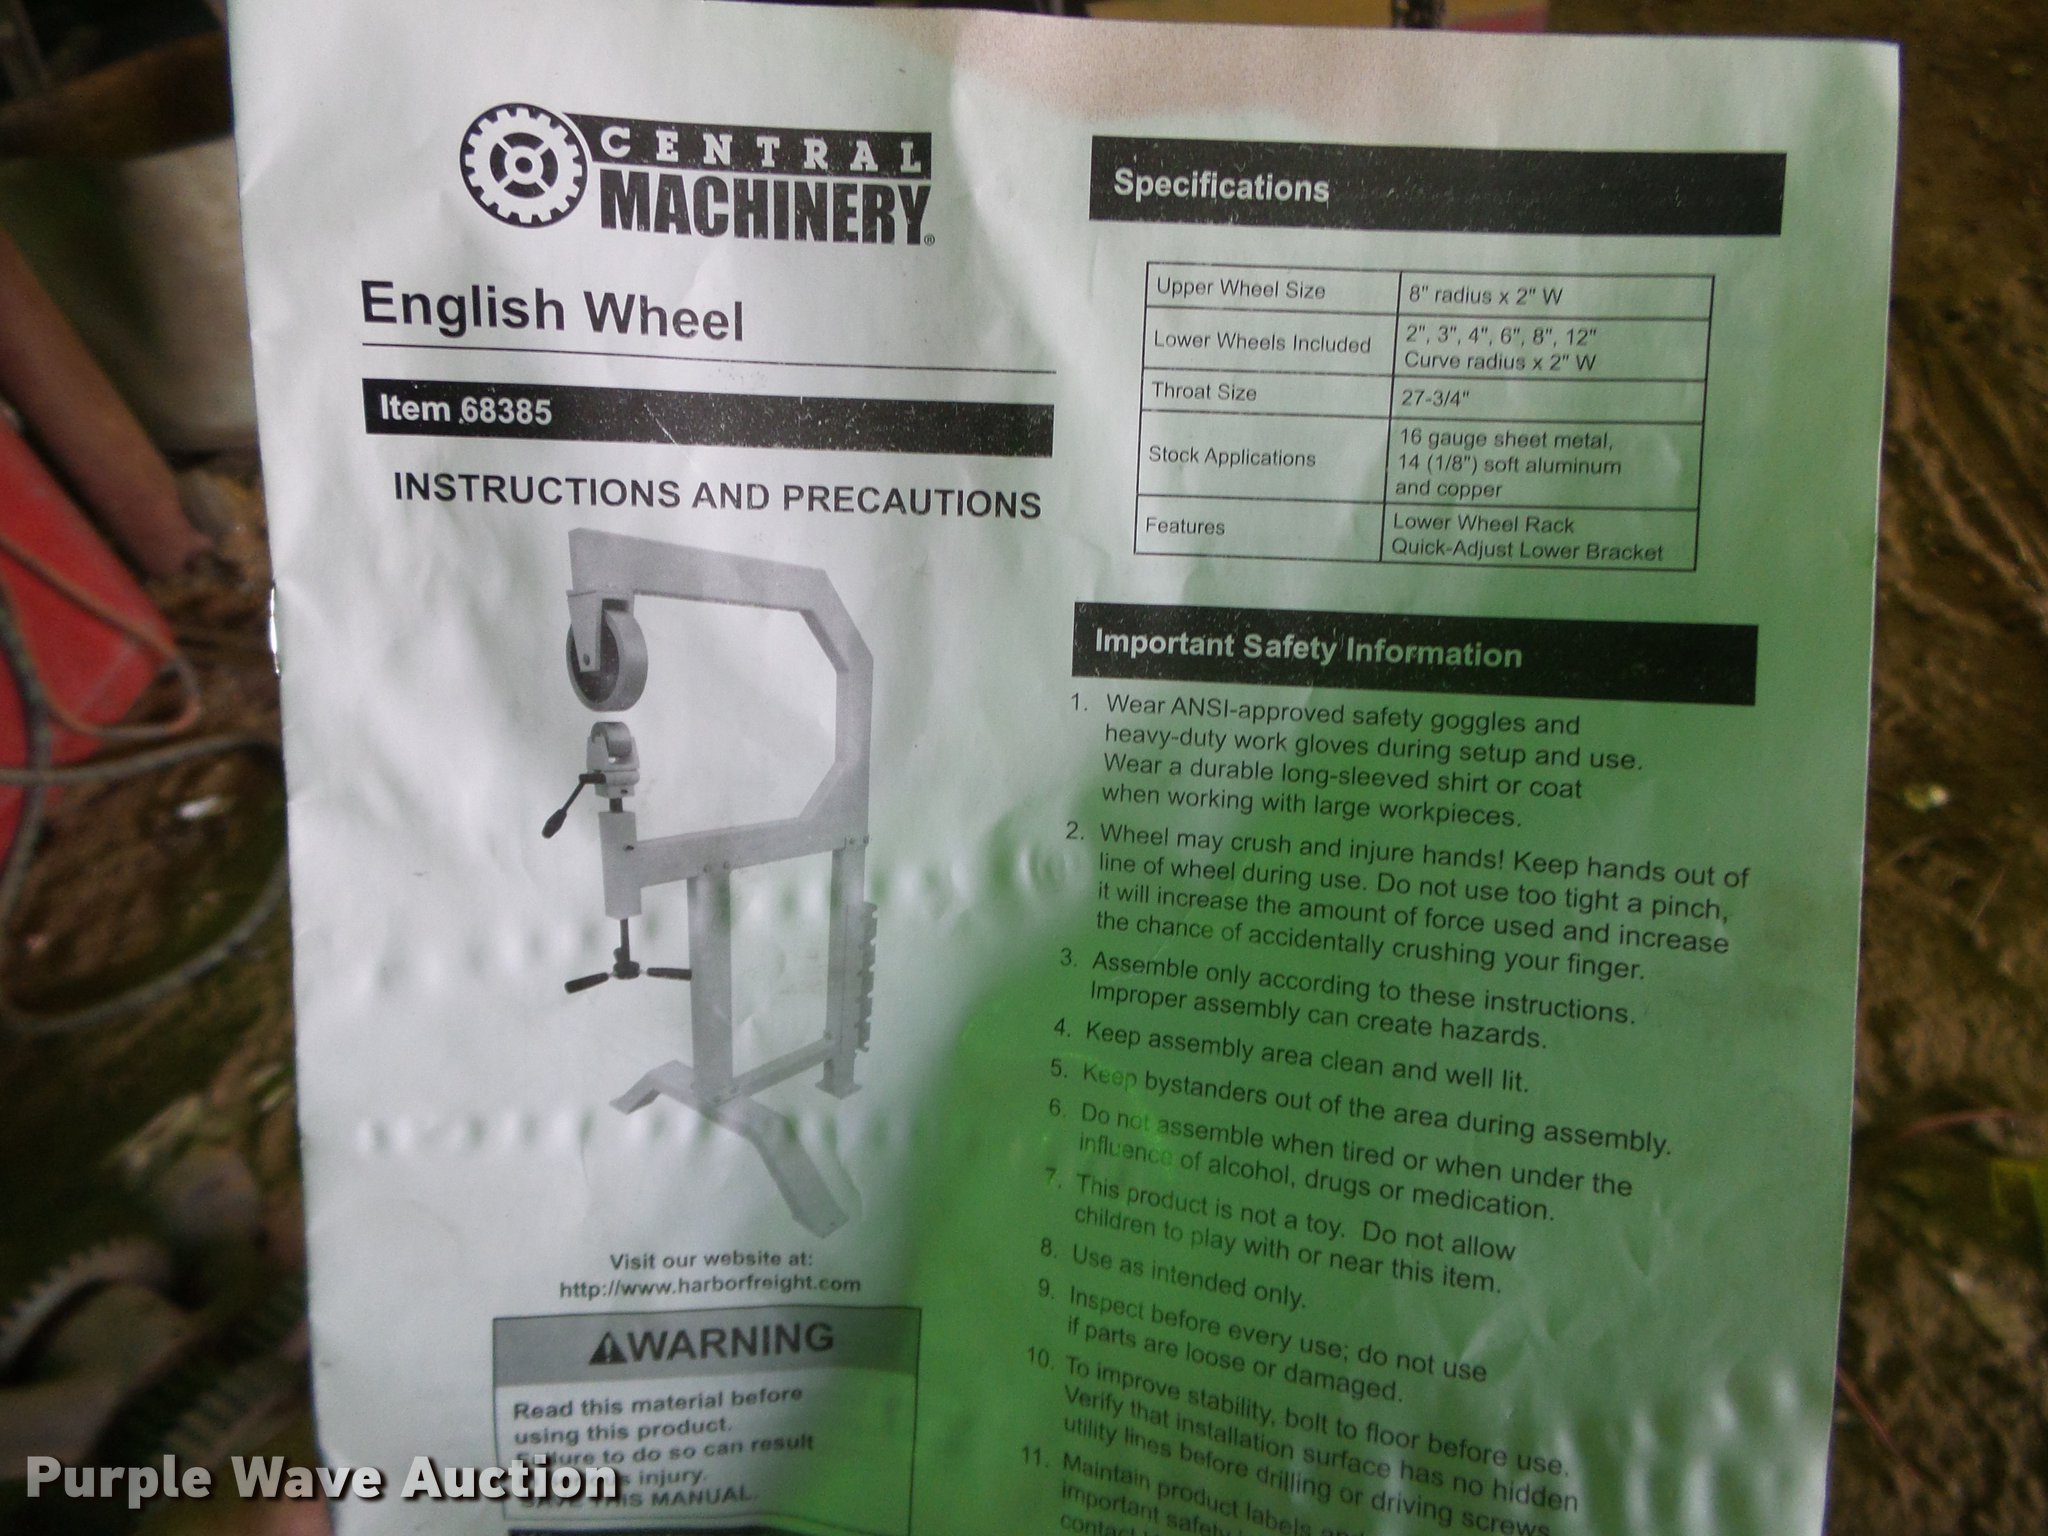 CENTRAL
MACHINERY®
English Wheel
Item 68385
INSTRUCTIONS AND PRECAUTIONS
Visit our website at:
http://www.harborfreight.com
WARNING
Read this material before
using this product.
Failure to do so can result
injury.
SAVE THIS MANUAL.
Specifications
Upper Wheel Size 8" radius x 2" W
Lower Wheels Included 2", 3", 4", 6", 8", 12"
Curve radius x 2" W
Throat Size 27-3/4"
Stock Applications 16 gauge sheet metal,
14 (1/8") soft aluminum
and copper
Features Lower Wheel Rack
Quick-Adjust Lower Bracket
Important Safety Information
1. Wear ANSI-approved safety goggles and
heavy-duty work gloves during setup and use.
Wear a durable long-sleeved shirt or coat
when working with large workpieces.
2. Wheel may crush and injure hands! Keep hands out of
line of wheel during use. Do not use too tight a pinch,
it will increase the amount of force used and increase
the chance of accidentally crushing your finger.
3. Assemble only according to these instructions.
Improper assembly can create hazards.
4. Keep assembly area clean and well lit.
5. Keep bystanders out of the area during assembly.
6. Do not assemble when tired or when under the
influence of alcohol, drugs or medication.
7. This product is not a toy. Do not allow
children to play with or near this item.
8. Use as intended only.
9. Inspect before every use; do not use
if parts are loose or damaged.
10. To improve stability, bolt to floor before use.
Verify that installation surface has no hidden
utility lines before drilling or driving screws.
11. Maintain product labels
important
Purple Wave Auction